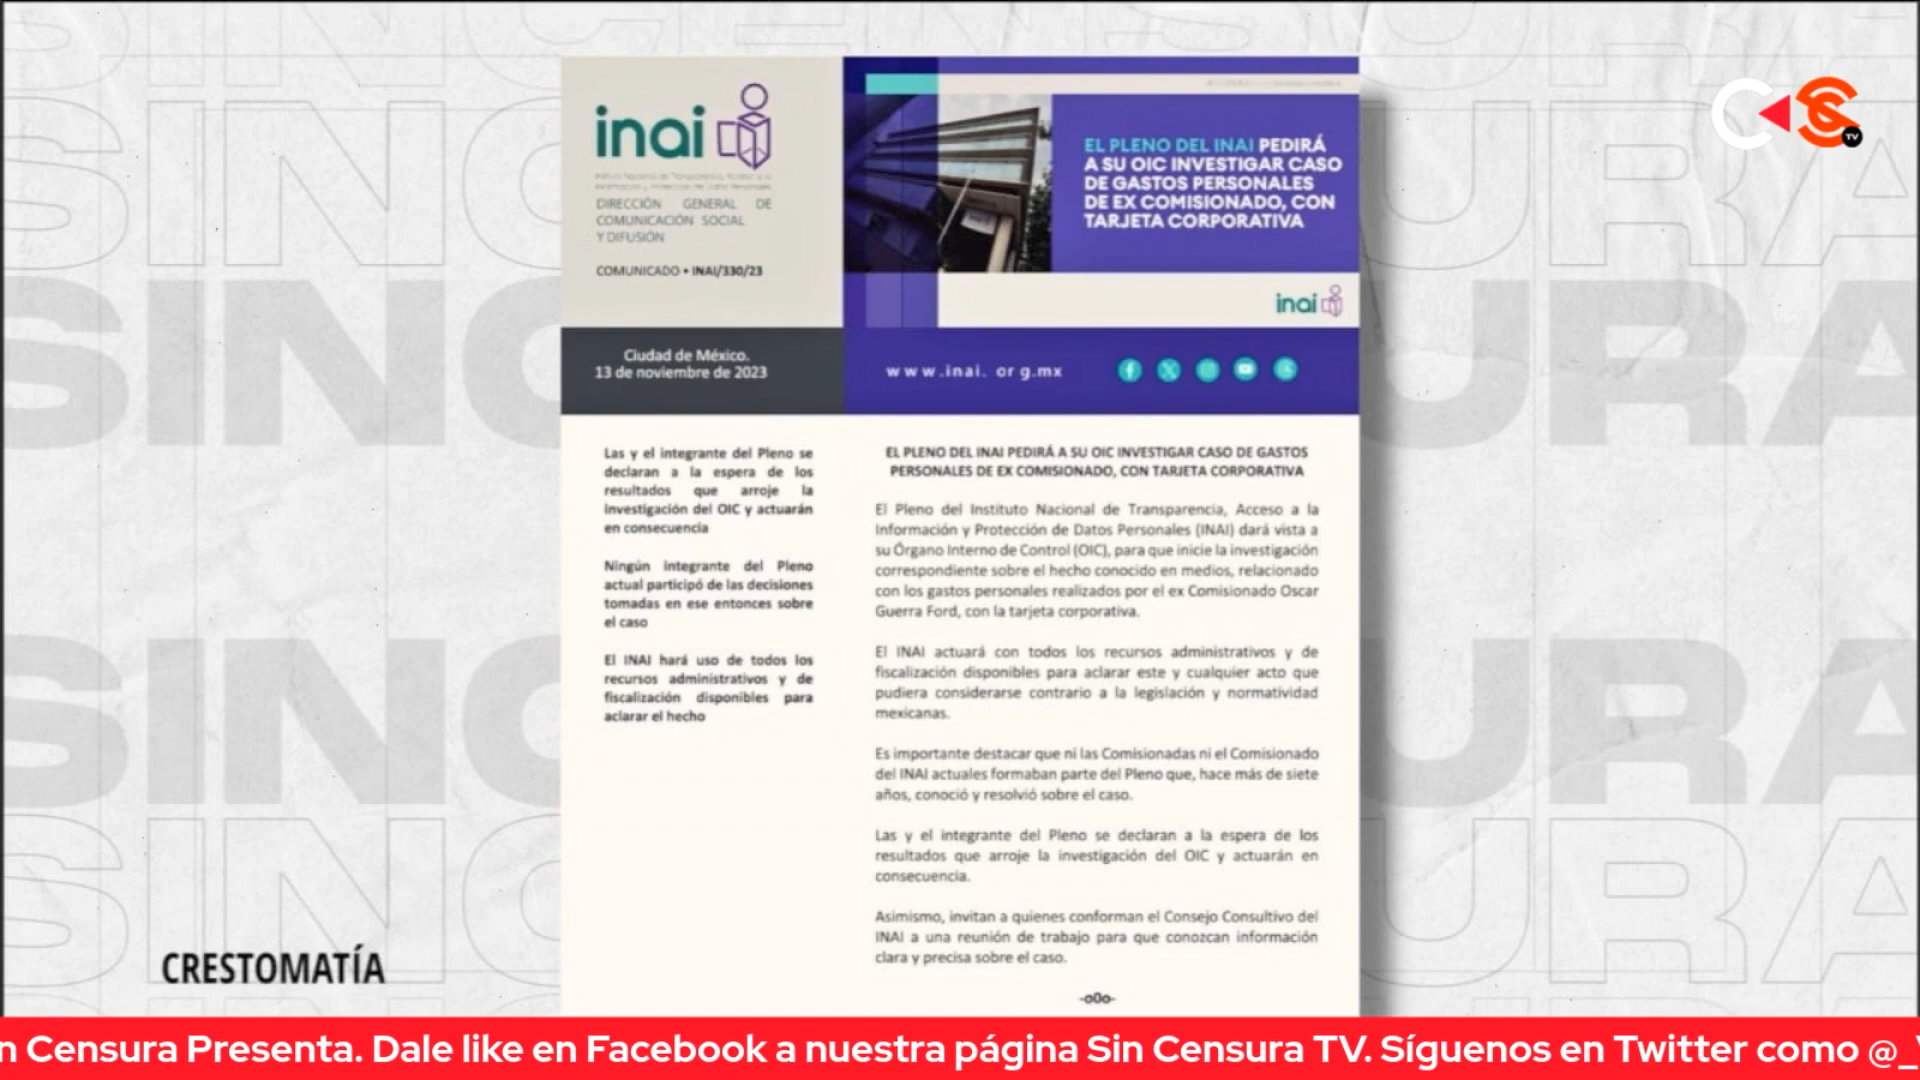 inai
Instituto Nacional de Transparencia, Acceso a la
Información y Protección de Datos Personales
DIRECCIÓN GENERAL DE
COMUNICACIÓN SOCIAL
Y DIFUSIÓN
COMUNICADO • INAI/330/23
EL PLENO DEL INAI PEDIRÁ
A SU OIC INVESTIGAR CASO
DE GASTOS PERSONALES
DE EX COMISIONADO, CON
TARJETA CORPORATIVA
inai
Ciudad de México.
13 de noviembre de 2023
www.inai. org.mx
Las y el integrante del Pleno se
declaran a la espera de los
resultados que arroje la
investigación del OIC y actuarán
en consecuencia
Ningún integrante del Pleno
actual participó de las decisiones
tomadas en ese entonces sobre
el caso
El INAI hará uso de todos los
recursos administrativos y de
fiscalización disponibles para
aclarar el hecho
EL PLENO DEL INAI PEDIRÁ A SU OIC INVESTIGAR CASO DE GASTOS
PERSONALES DE EX COMISIONADO, CON TARJETA CORPORATIVA
El Pleno del Instituto Nacional de Transparencia, Acceso a la
Información y Protección de Datos Personales (INAI) dará vista a
su Órgano Interno de Control (OIC), para que inicie la investigación
correspondiente sobre el hecho conocido en medios, relacionado
con los gastos personales realizados por el ex Comisionado Oscar
Guerra Ford, con la tarjeta corporativa.
El INAI actuará con todos los recursos administrativos y de
fiscalización disponibles para aclarar este y cualquier acto que
pudiera considerarse contrario a la legislación y normatividad
mexicanas.
Es importante destacar que ni las Comisionadas ni el Comisionado
del INAI actuales formaban parte del Pleno que, hace más de siete
años, conoció y resolvió sobre el caso.
Las y el integrante del Pleno se declaran a la espera de los
resultados que arroje la investigación del OIC y actuarán en
consecuencia.
Asimismo, invitan a quienes conforman el Consejo Consultivo del
INAI a una reunión de trabajo para que conozcan información
clara y precisa sobre el caso.
-o0o-
TV
CRESTOMATÍA
n Censura Presenta. Dale like en Facebook a nuestra página Sin Censura TV. Síguenos en Twitter como @_